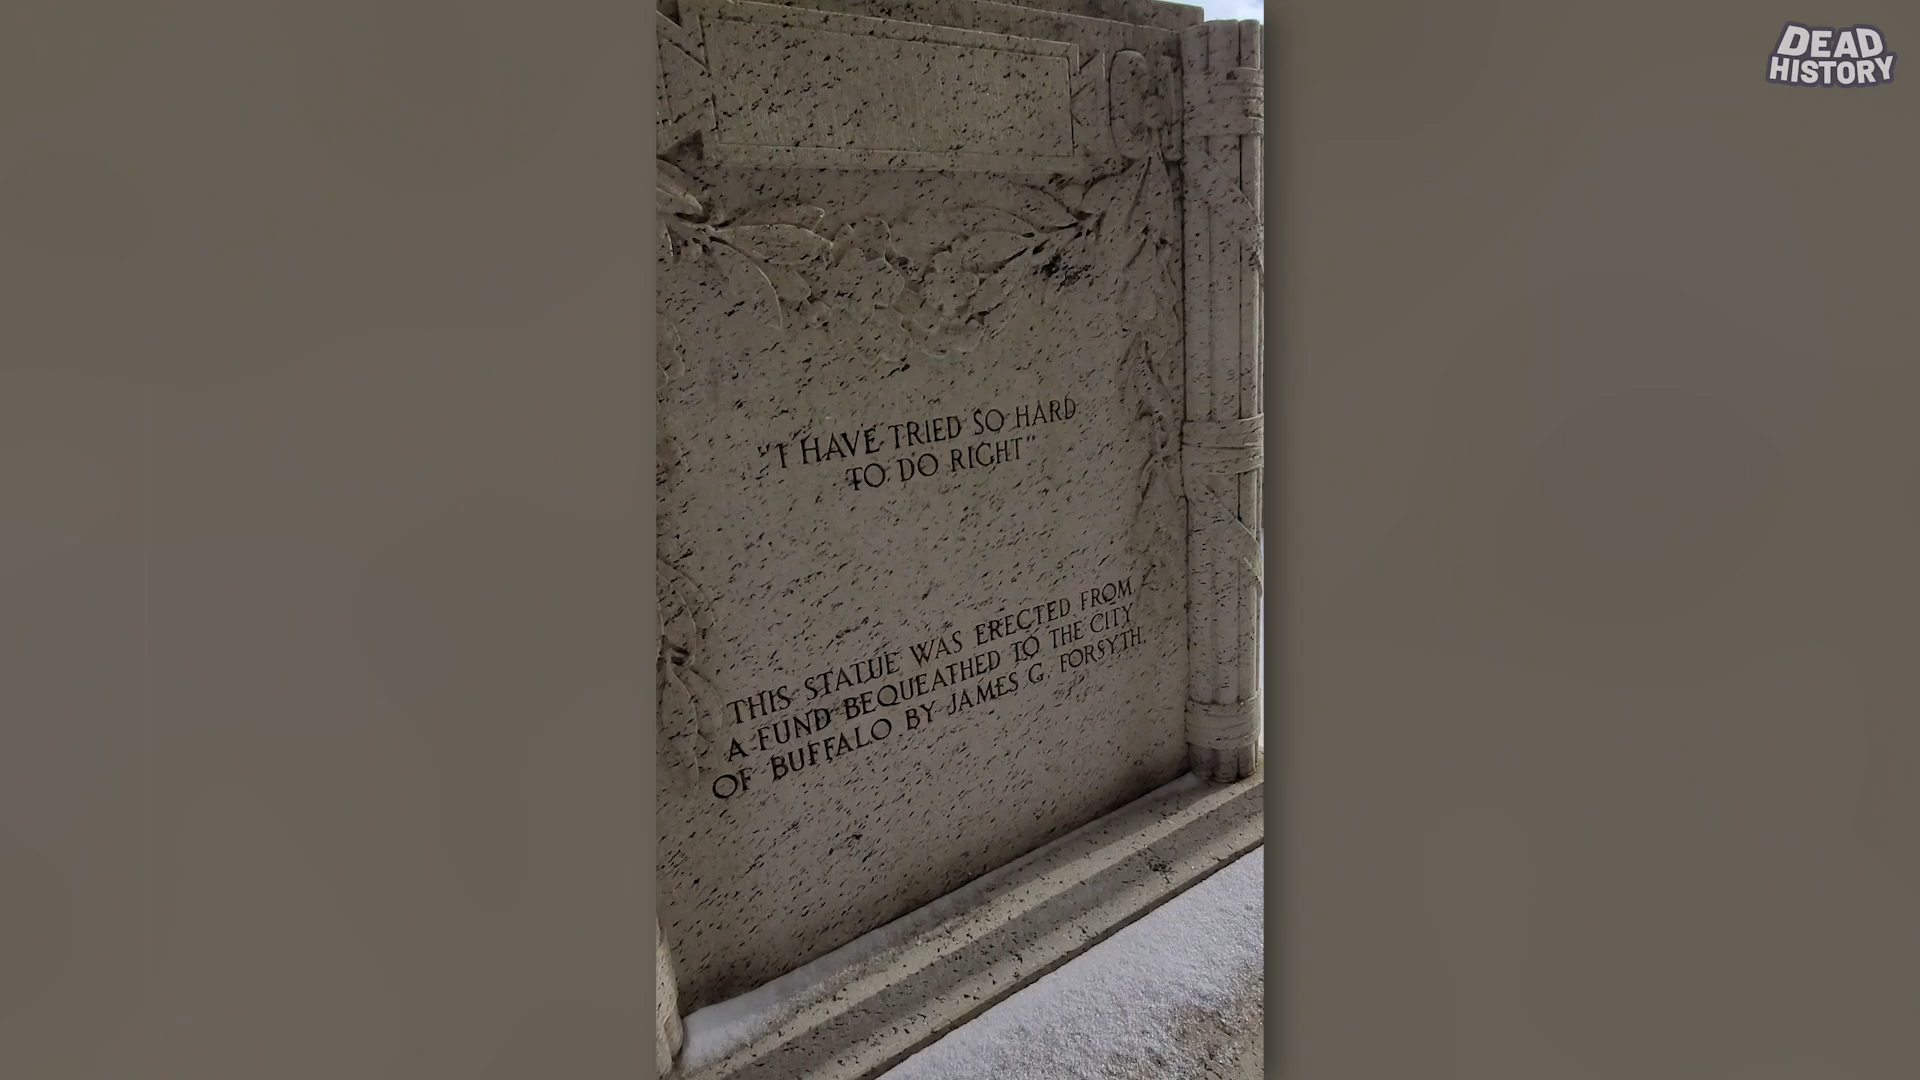 DEAD
HISTORY
"I HAVE TRIED SO HARD
TO DO RIGHT"
THIS STATUE WAS ERECTED FROM
A FUND BEQUEATHED TO THE CITY
OF BUFFALO BY JAMES G. FORSYTH.